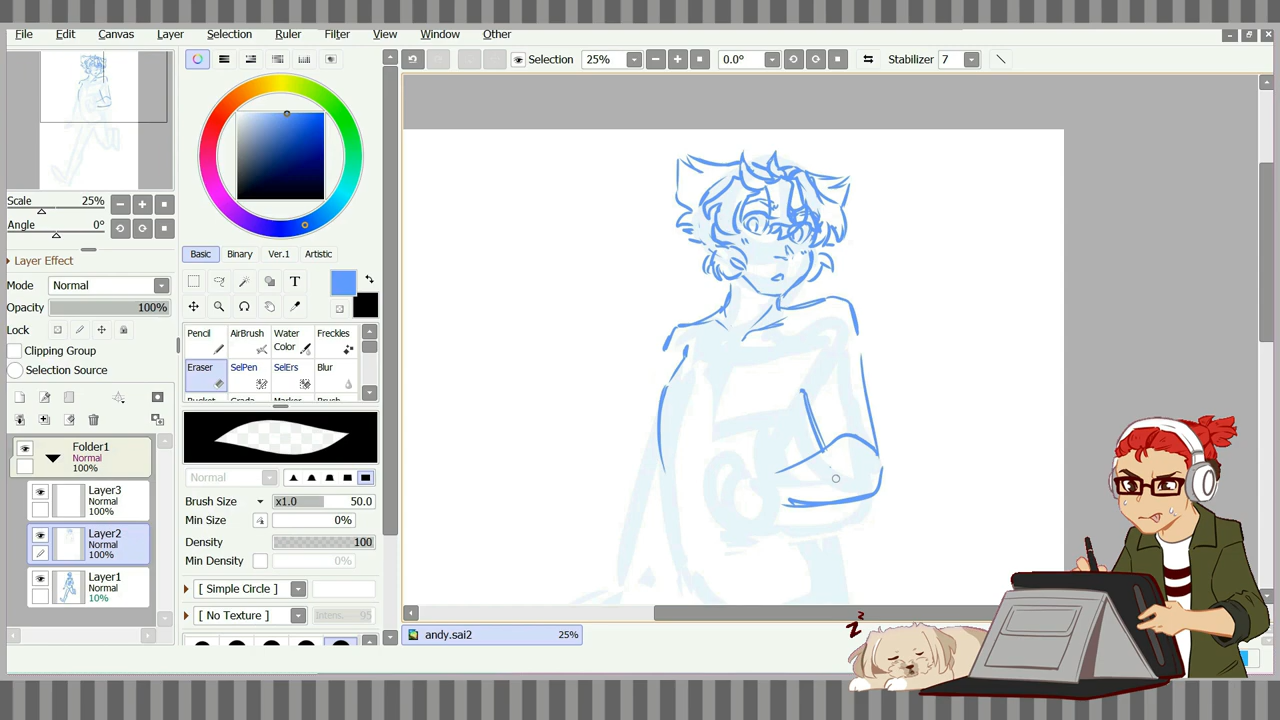 File Edit Canvas Layer Selection Ruler Filter View Window Other
Selection 25% 0.0° Stabilizer 7
Scale 25%
Angle 0°
Layer Effect
Mode Normal
Opacity 100%
Lock
Clipping Group
Selection Source
Folder1
Normal
100%
Layer3
Normal
100%
Layer2
Normal
100%
Layer1
Normal
10%
Basic Binary Ver.1 Artistic
T
Pencil AirBrush Water Color Freckles
Eraser SelPen SelErs Blur
Bucket Grada Marker Brush
Normal
Brush Size x1.0 50.0
Min Size 0%
Density 100
Min Density 0%
[ Simple Circle ]
[ No Texture ] Intens. 95
andy.sai2 25%
z z